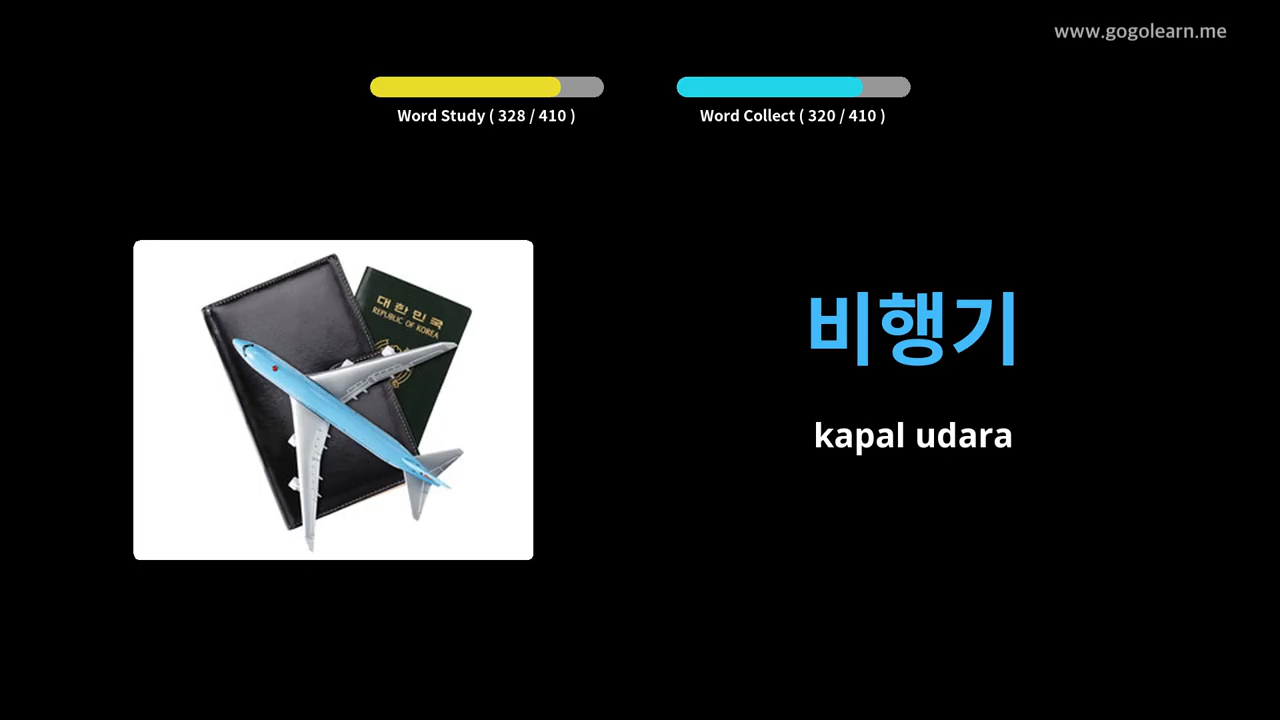 www.gogolearn.me
Word Study ( 328 / 410 )
Word Collect ( 320 / 410 )
대한민국
REPUBLIC OF KOREA
비행기
kapal udara